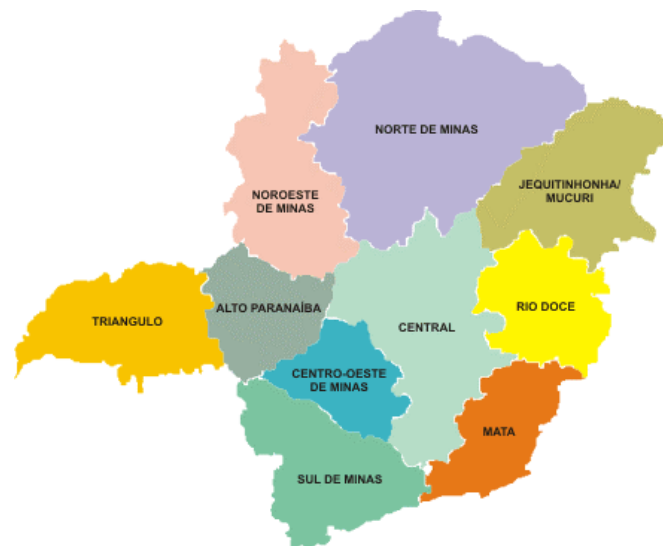 NORTE DE MINAS
JEQUITINHONHA/
MUCURI
NOROESTE
DE MINAS
ALTO PARANAÍBA
RIO DOCE
TRIANGULO
CENTRAL
CENTRO-OESTE
DE MINAS
MATA
SUL DE MINAS